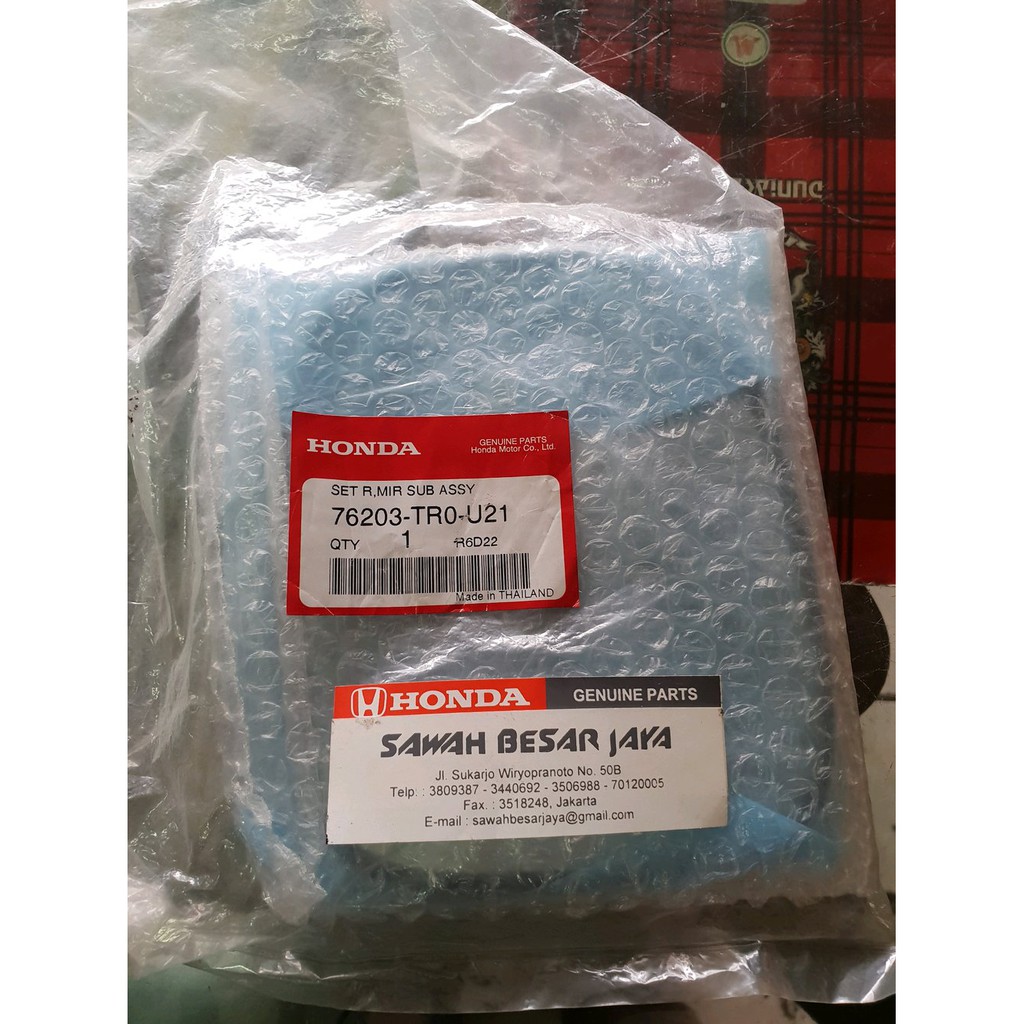 HONDA
GENUINE PARTS
Honda Motor Co., Ltd.
SET R,MIR SUB ASSY
76203-TR0-U21
QTY 1 R6D22
Made in THAILAND
HONDA GENUINE PARTS
SAWAH BESAR JAYA
Jl. Sukarjo Wiryopranoto No. 50B
Telp. : 3809387 - 3440692 - 3506988 - 70120005
Fax. : 3518248, Jakarta
E-mail : sawahbesarjaya@gmail.com